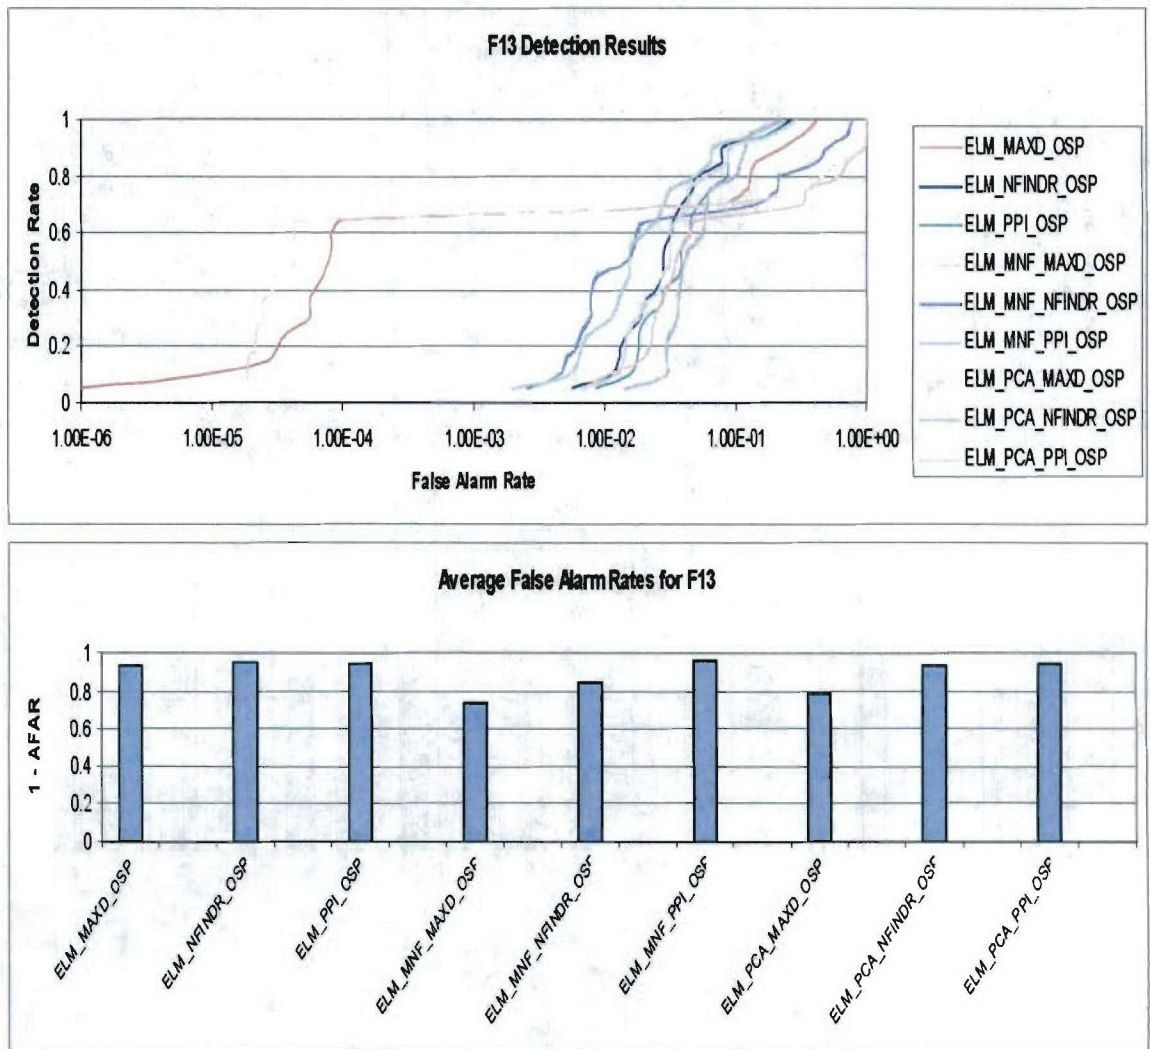 F13 Detection Results
Detection Rate
1
0.8
0.6
0.4
0.2
0
1.00E-06 1.00E-05 1.00E-04 1.00E-03 1.00E-02 1.00E-01 1.00E+00
False Alarm Rate
ELM_MAXD_OSP
ELM_NFINDR_OSP
ELM_PPI_OSP
ELM_MNF_MAXD_OSP
ELM_MNF_NFINDR_OSP
ELM_MNF_PPI_OSP
ELM_PCA_MAXD_OSP
ELM_PCA_NFINDR_OSP
ELM_PCA_PPI_OSP
Average False Alarm Rates for F13
1 - AFAR
1
0.8
0.6
0.4
0.2
0
ELM_MAXD_OSP
ELM_NFINDR_OSP
ELM_PPI_OSP
ELM_MNF_MAXD_OSP
ELM_MNF_NFINDR_OSP
ELM_MNF_PPI_OSP
ELM_PCA_MAXD_OSP
ELM_PCA_NFINDR_OSP
ELM_PCA_PPI_OSP